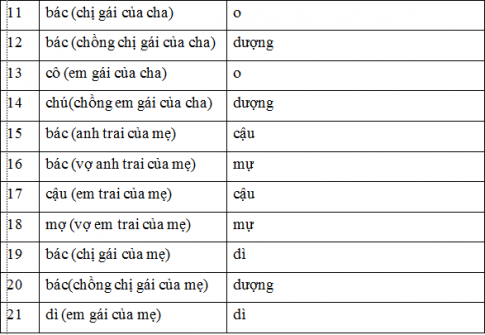 11 bác (chị gái của cha) o
12 bác (chồng chị gái của cha) dượng
13 cô (em gái của cha) o
14 chú(chồng em gái của cha) dượng
15 bác (anh trai của mẹ) cậu
16 bác (vợ anh trai của mẹ) mự
17 cậu (em trai của mẹ) cậu
18 mợ (vợ em trai của mẹ) mự
19 bác (chị gái của mẹ) dì
20 bác(chồng chị gái của mẹ) dượng
21 dì (em gái của mẹ) dì